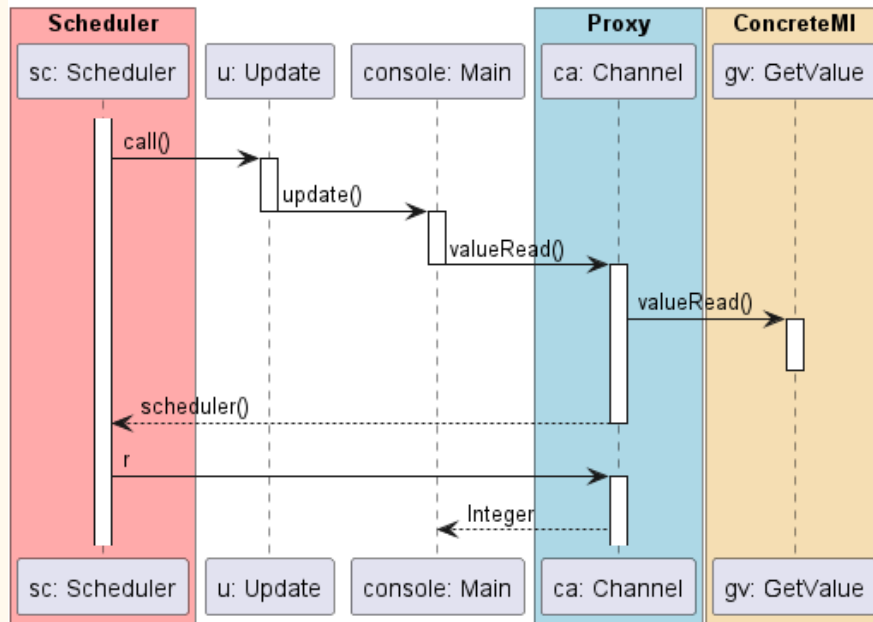 Scheduler Proxy ConcreteMI
sc: Scheduler u: Update console: Main ca: Channel gv: GetValue
call()
update()
valueRead()
valueRead()
scheduler()
r
Integer
sc: Scheduler u: Update console: Main ca: Channel gv: GetValue